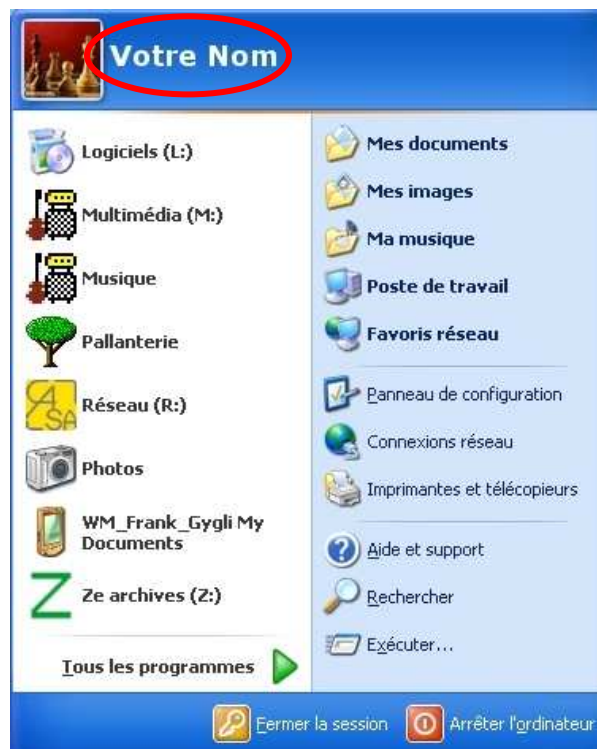 Votre Nom
Logiciels (L:)
Multimédia (M:)
Musique
Pallanterie
Réseau (R:)
Photos
WM_Frank_Gygli My
Documents
Ze archives (Z:)
Tous les programmes
Mes documents
Mes images
Ma musique
Poste de travail
Favoris réseau
Panneau de configuration
Connexions réseau
Imprimantes et télécopieurs
Aide et support
Rechercher
Exécuter...
Fermer la session
Arrêter l'ordinateur